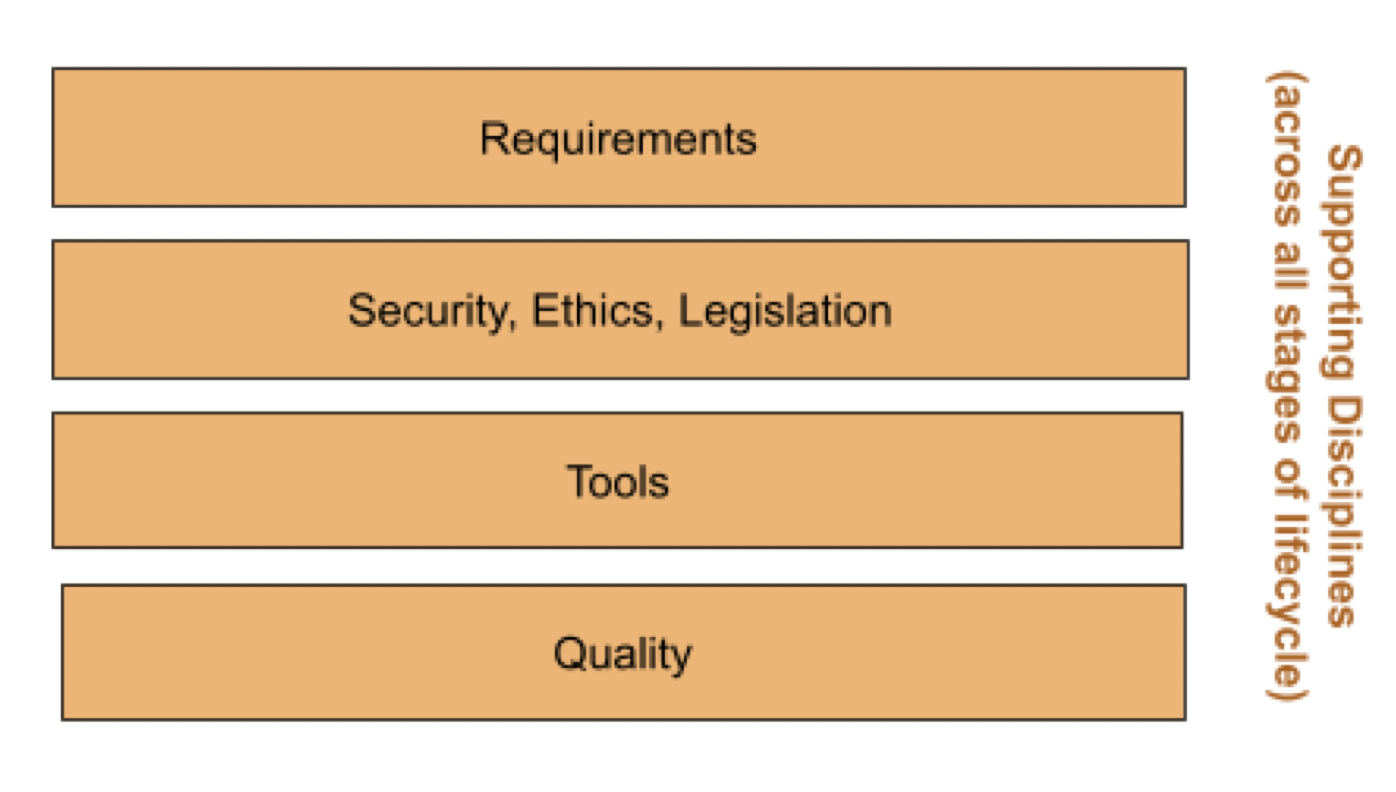 Requirements
Security, Ethics, Legislation
Tools
Quality
Supporting Disciplines
(across all stages of lifecycle)